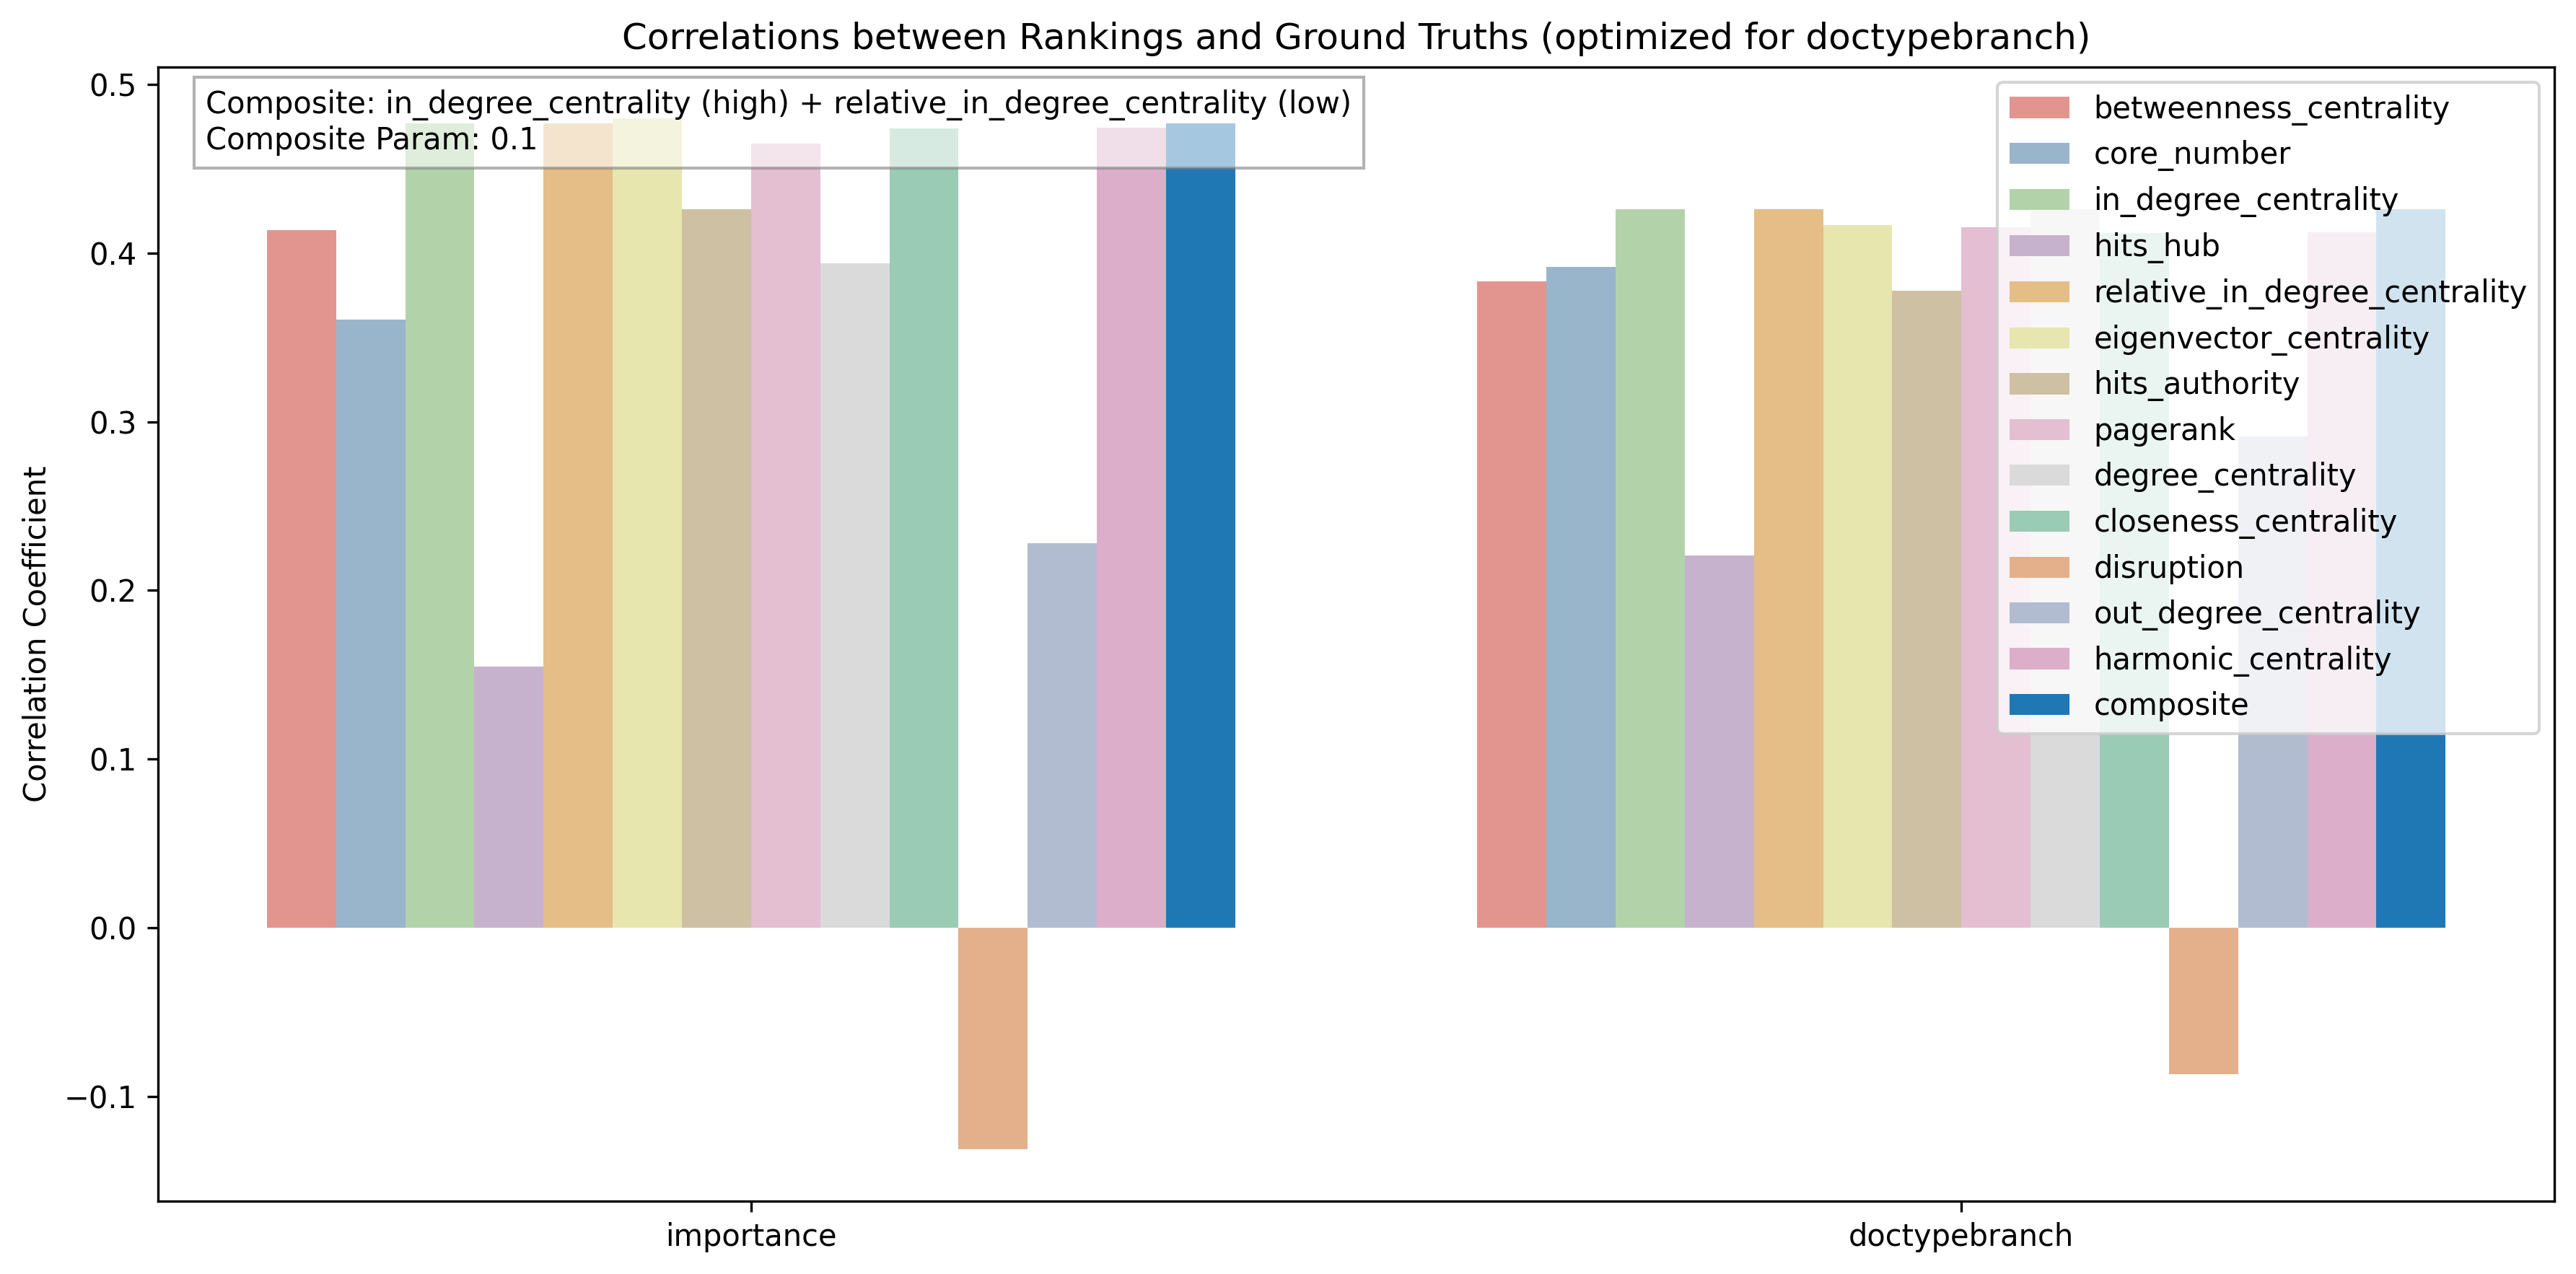 Correlations between Rankings and Ground Truths (optimized for doctypebranch)
Composite: in_degree_centrality (high) + relative_in_degree_centrality (low)
Composite Param: 0.1
Correlation Coefficient
0.5
0.4
0.3
0.2
0.1
0.0
−0.1
importance
doctypebranch
betweenness_centrality
core_number
in_degree_centrality
hits_hub
relative_in_degree_centrality
eigenvector_centrality
hits_authority
pagerank
degree_centrality
closeness_centrality
disruption
out_degree_centrality
harmonic_centrality
composite